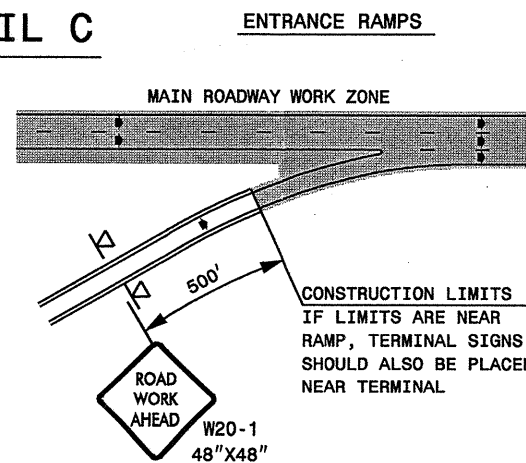 IL C
ENTRANCE RAMPS
MAIN ROADWAY WORK ZONE
500'
CONSTRUCTION LIMITS
IF LIMITS ARE NEAR
RAMP, TERMINAL SIGNS
SHOULD ALSO BE PLACED
NEAR TERMINAL
ROAD
WORK
AHEAD
W20-1
48"X48"